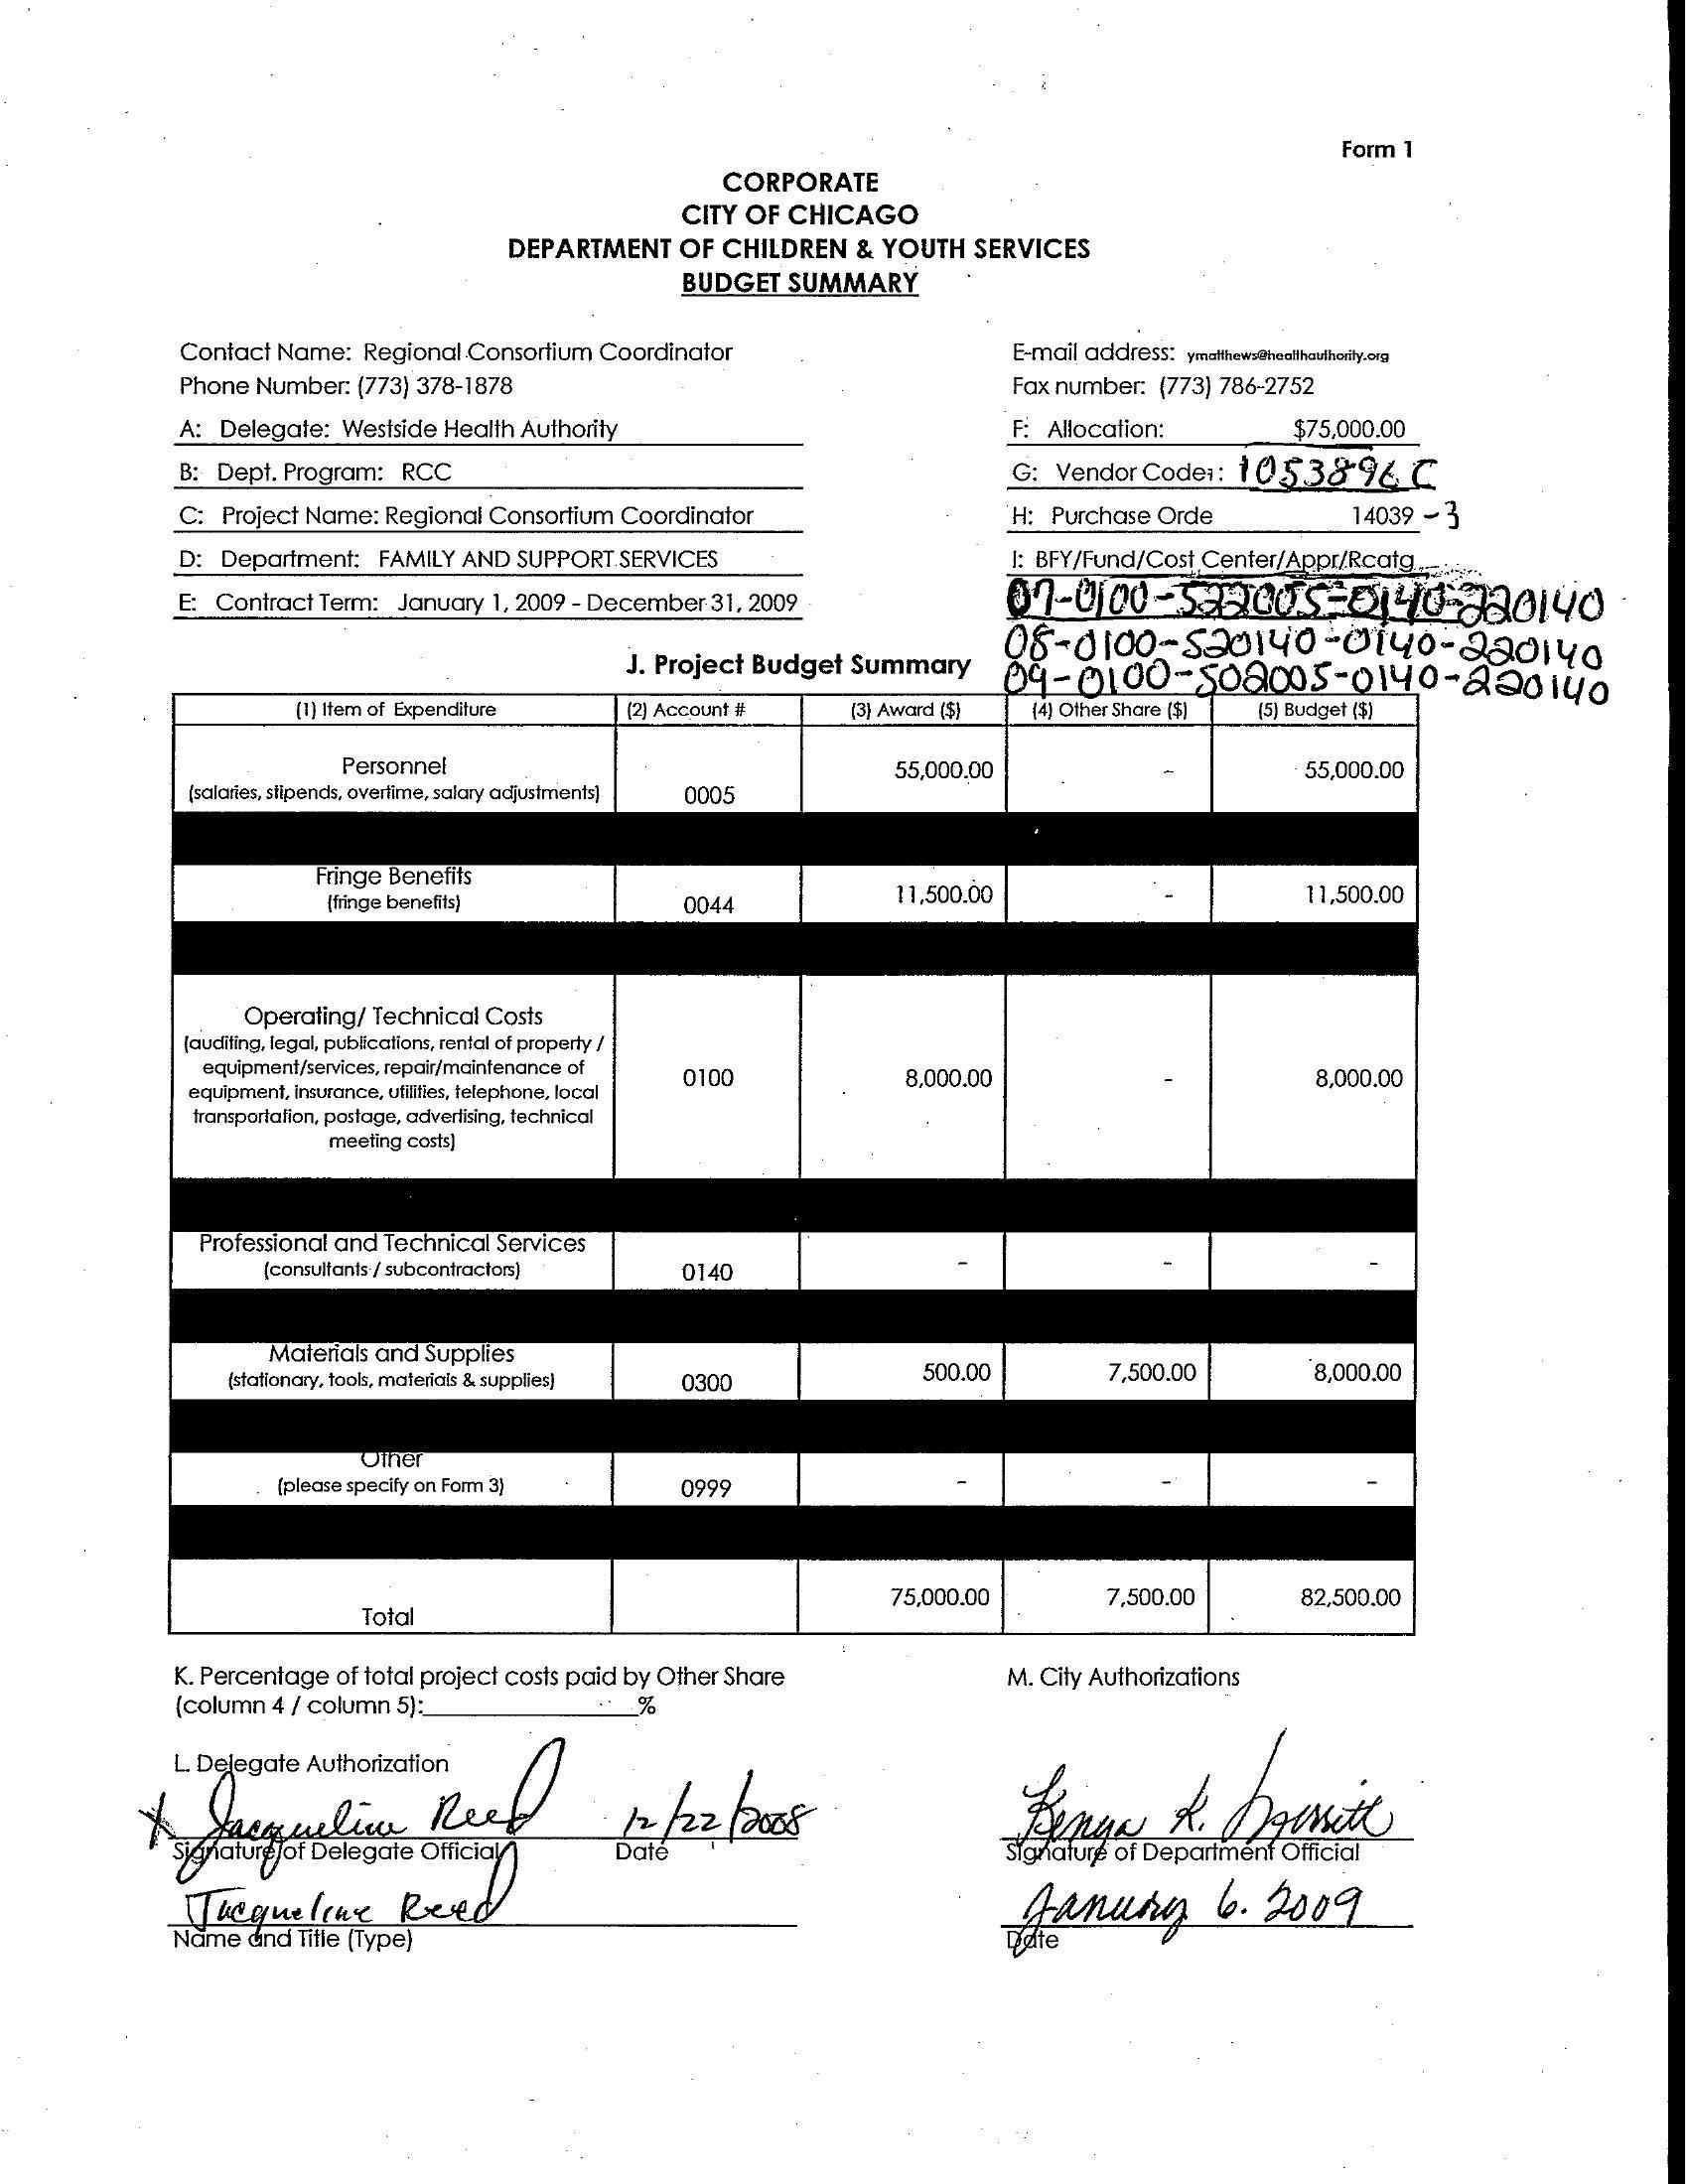 Form 1
CORPORATE
CITY OF CHICAGO
DEPARTMENT OF CHILDREN & YOUTH SERVICES
BUDGET SUMMARY
Contact Name: Regional Consortium Coordinator
E-mail address: ymatthews@healthauthority.org
Phone Number: (773) 378-1878
Fax number: (773) 786-2752
A: Delegate: Westside Health Authority
F: Allocation: $75,000.00
B: Dept. Program: RCC
G: Vendor Code: 1053896 C
C: Project Name: Regional Consortium Coordinator
H: Purchase Orde 14039 -3
D: Department: FAMILY AND SUPPORT SERVICES
I: BFY/Fund/Cost Center/Appr/Rcatg
E: Contract Term: January 1, 2009 - December 31, 2009
07-0100-522005-0140-220140
08-0100-520140-0140-220140
09-0100-502005-0140-220140
J. Project Budget Summary
(1) Item of Expenditure (2) Account # (3) Award ($) (4) Other Share ($) (5) Budget ($)
Personnel
(salaries, stipends, overtime, salary adjustments) 0005 55,000.00 - 55,000.00
Fringe Benefits
(fringe benefits) 0044 11,500.00 - 11,500.00
Operating/ Technical Costs
(auditing, legal, publications, rental of property /
equipment/services, repair/maintenance of
equipment, insurance, utilities, telephone, local
transportation, postage, advertising, technical
meeting costs)
0100 8,000.00 - 8,000.00
Professional and Technical Services
(consultants / subcontractors) 0140 - - -
Materials and Supplies
(stationary, tools, materials & supplies) 0300 500.00 7,500.00 8,000.00
Other
(please specify on Form 3) 0999 - - -
Total 75,000.00 7,500.00 82,500.00
K. Percentage of total project costs paid by Other Share
(column 4 / column 5): %
M. City Authorizations
L. Delegate Authorization
X Jacqueline Reed 12/22/2008
Kenya K.
Signature of Delegate Official Date
Signature of Department Official
Jacqueline Reed
January 6. 2009
Name and Title (Type)
Date